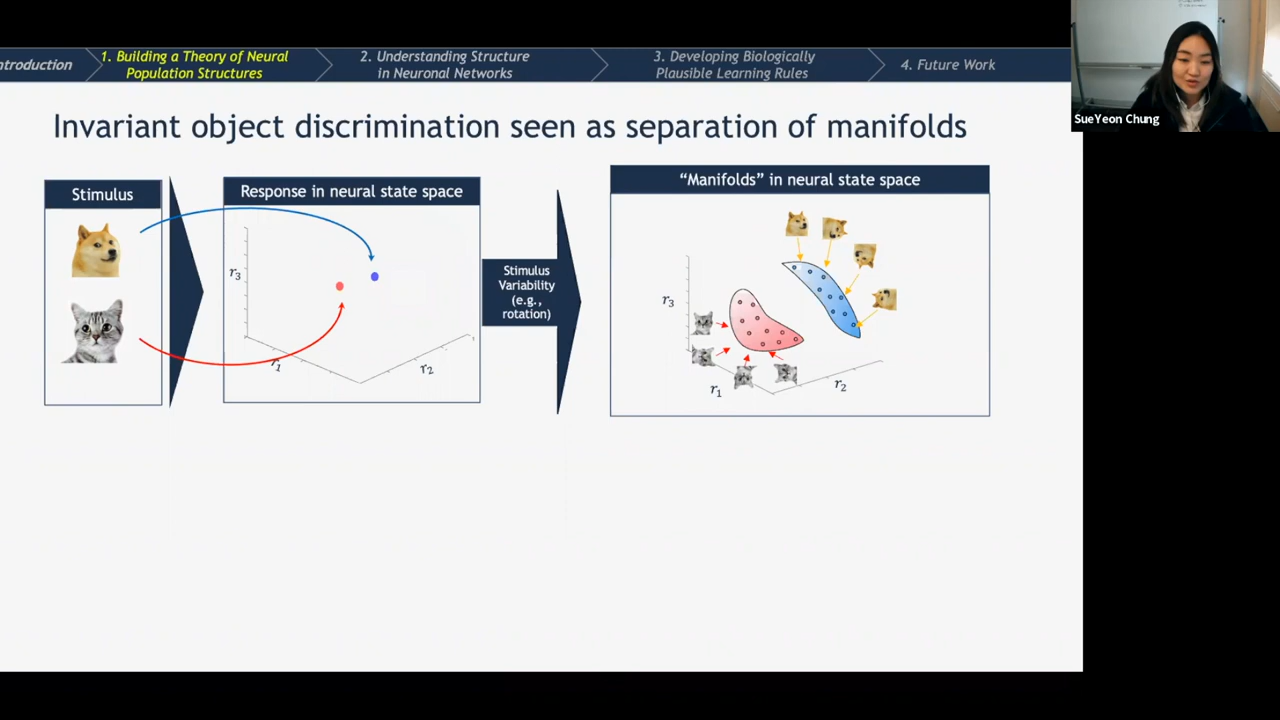 ntroduction
1. Building a Theory of Neural
Population Structures
2. Understanding Structure
in Neuronal Networks
3. Developing Biologically
Plausible Learning Rules
4. Future Work
SueYeon Chung
Invariant object discrimination seen as separation of manifolds
Stimulus
Response in neural state space
r₃
r₁
r₂
Stimulus
Variability
(e.g.,
rotation)
“Manifolds” in neural state space
r₃
r₁
r₂